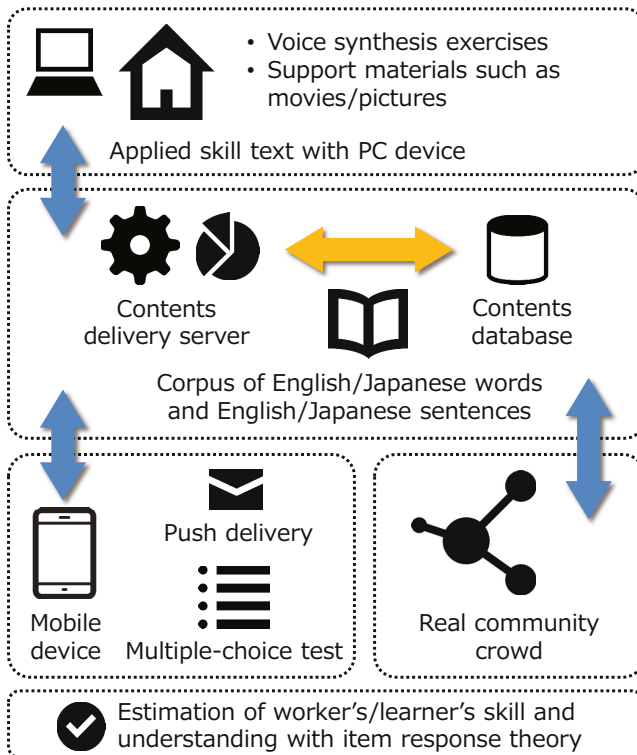 • Voice synthesis exercises
• Support materials such as
movies/pictures
Applied skill text with PC device
Contents
delivery server
Contents
database
Corpus of English/Japanese words
and English/Japanese sentences
Push delivery
Mobile
device
Multiple-choice test
Real community
crowd
Estimation of worker’s/learner’s skill and
understanding with item response theory